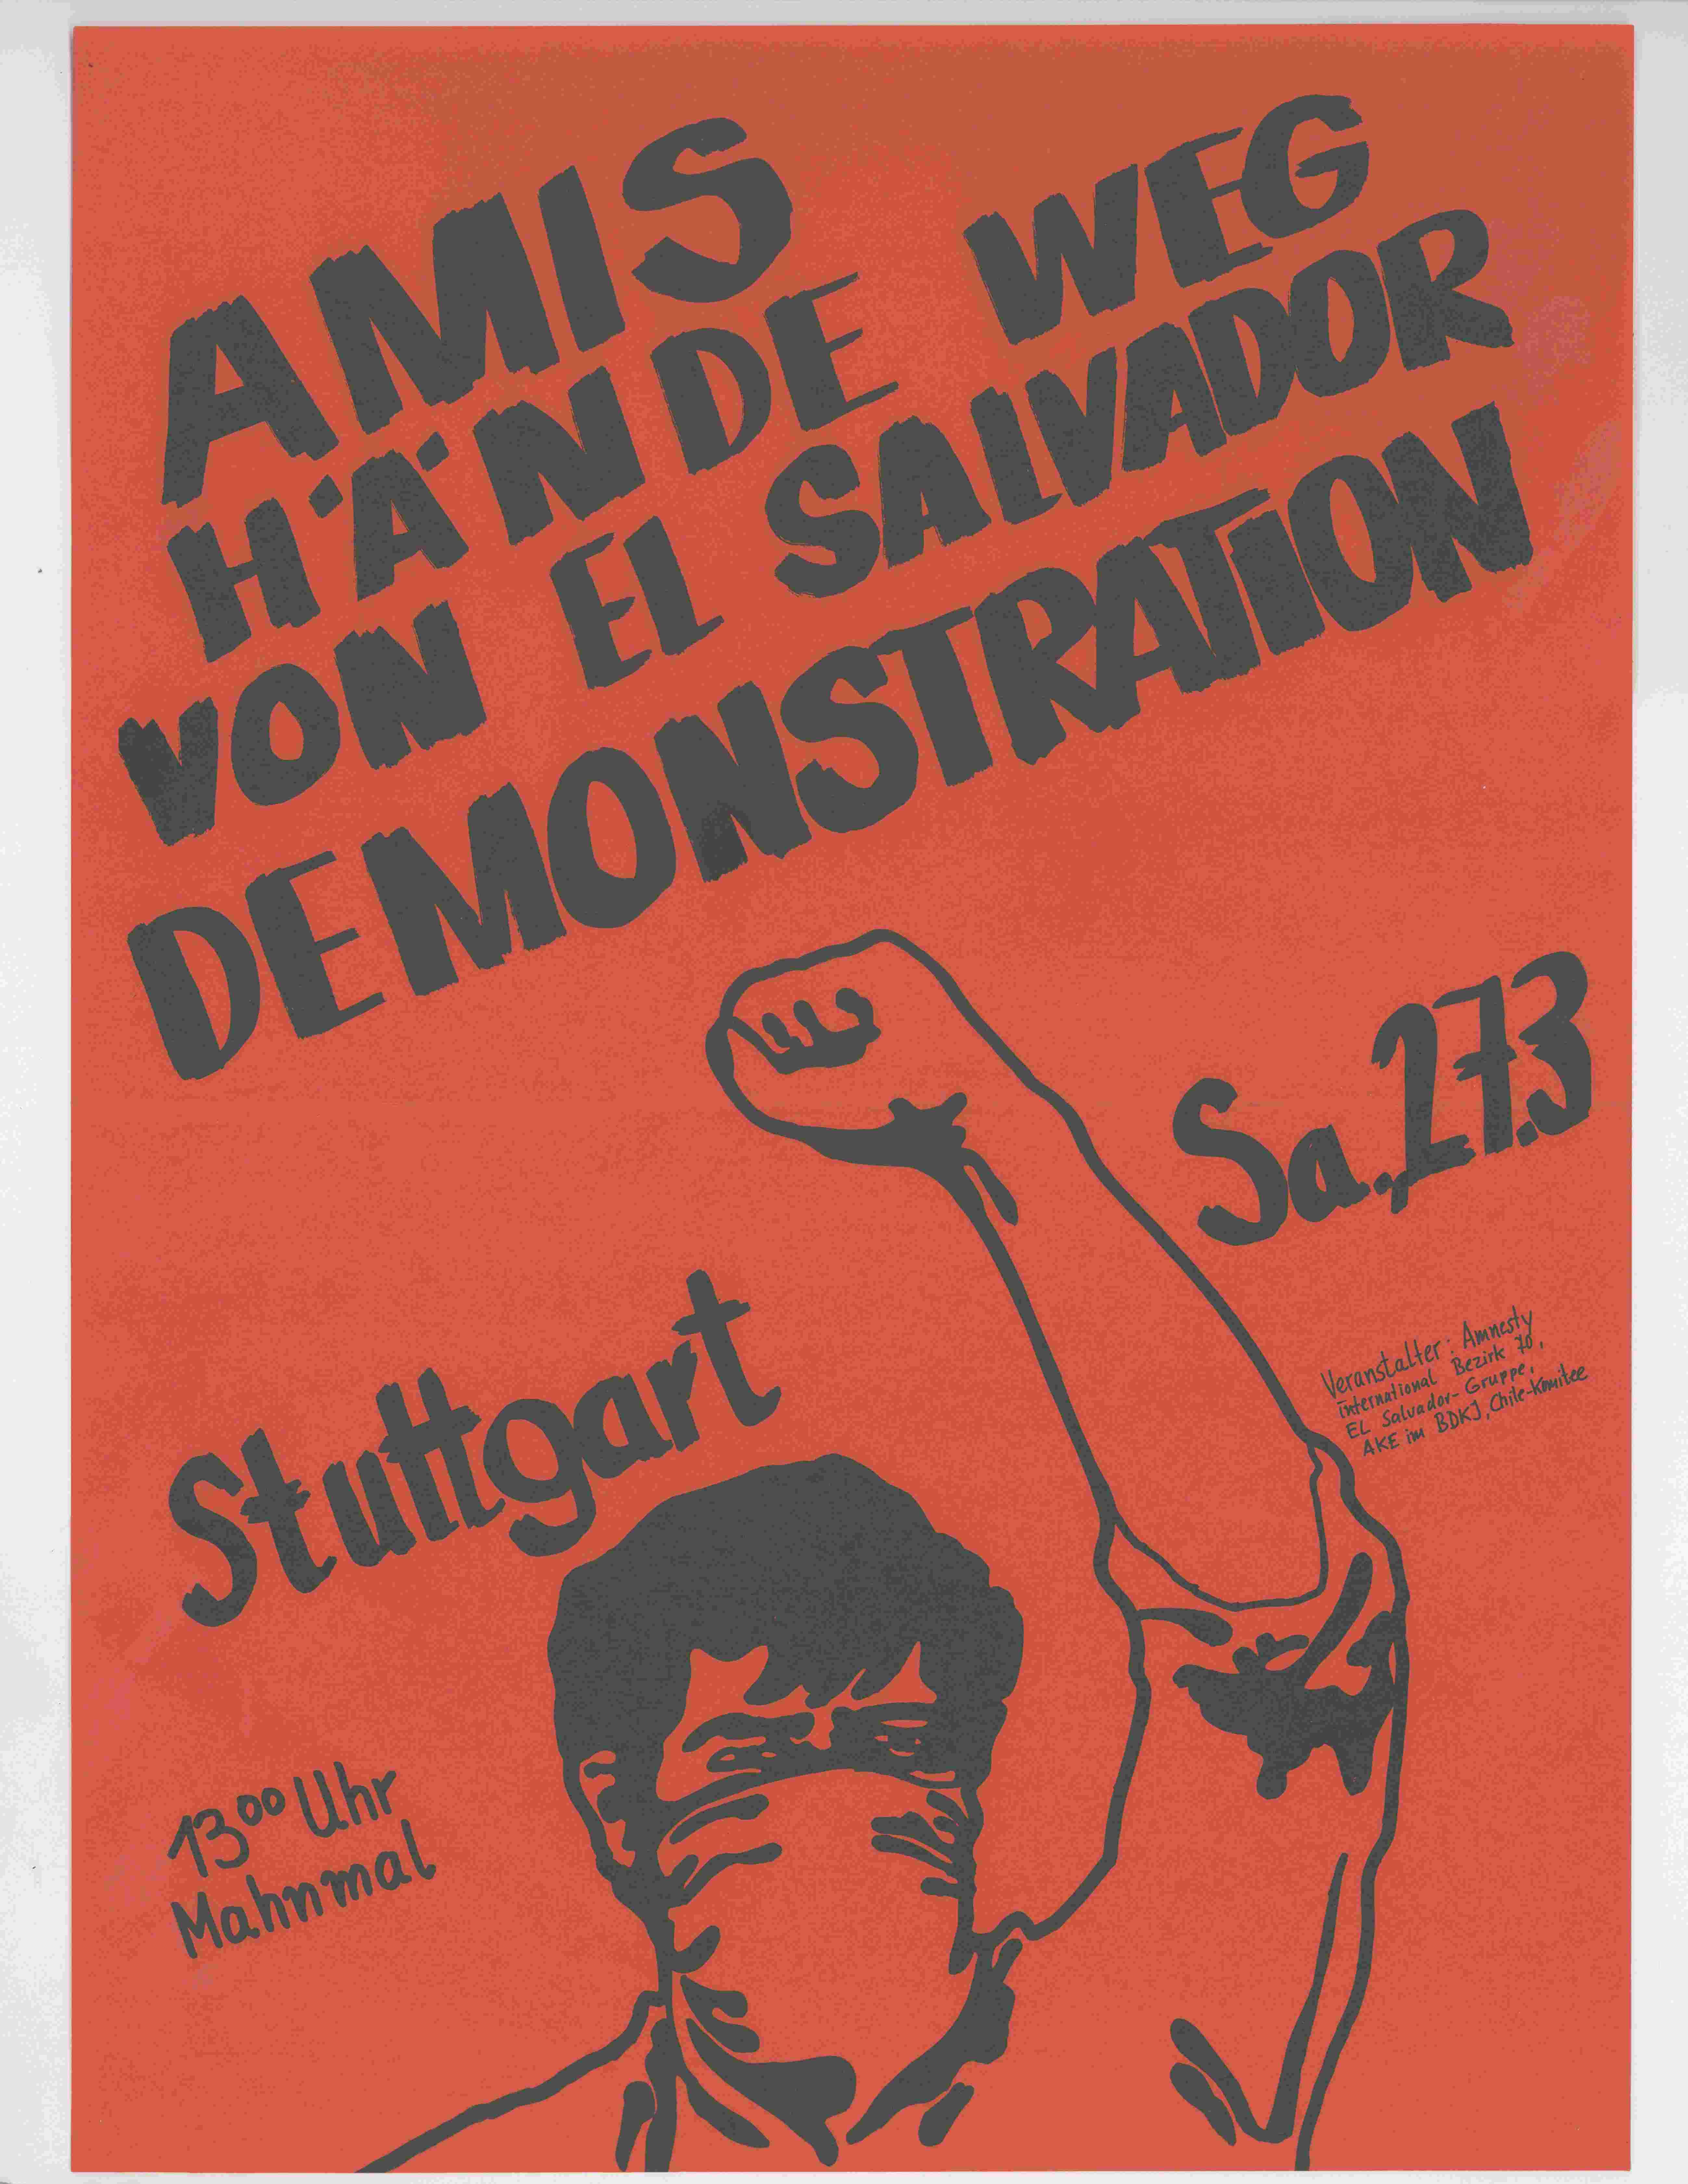 AMIS
HÄNDE WEG
VON EL SALVADOR
DEMONSTRATION
Sa., 27.3
Stuttgart
Veranstalter: Amnesty
international Bezirk 70,
EL Salvador-Gruppe,
AKE im BDKJ, Chile-Komitee
13⁰⁰ Uhr
Mahnmal